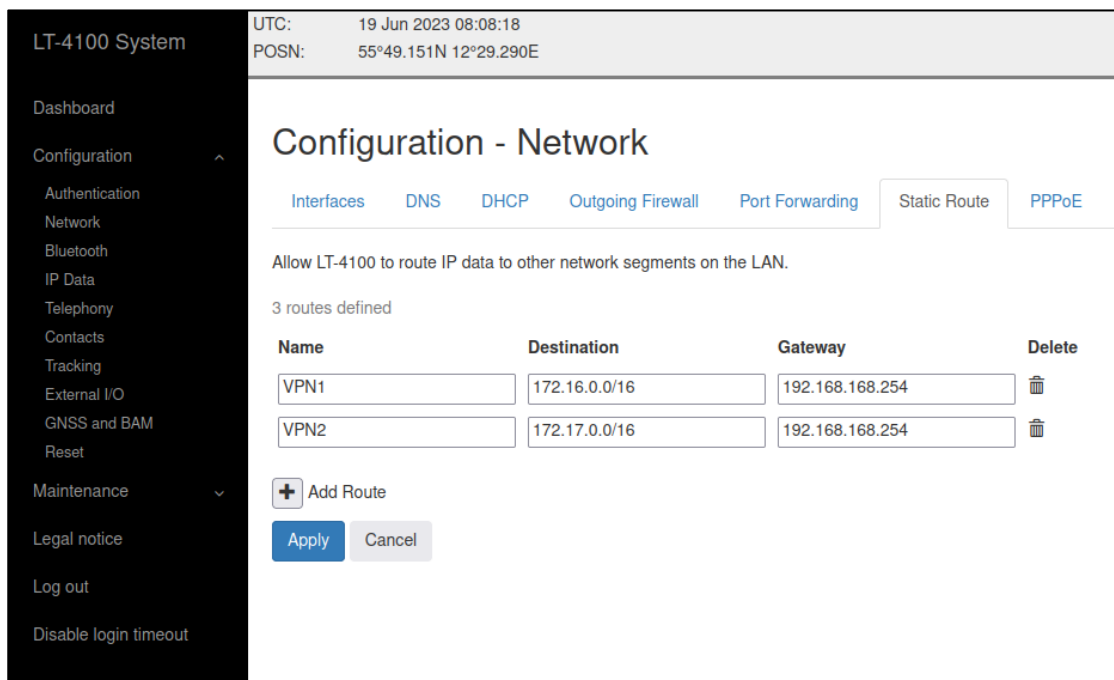 LT-4100 System
UTC: 19 Jun 2023 08:08:18
POSN: 55°49.151N 12°29.290E
Dashboard
Configuration
Authentication
Network
Bluetooth
IP Data
Telephony
Contacts
Tracking
External I/O
GNSS and BAM
Reset
Maintenance
Legal notice
Log out
Disable login timeout
Configuration - Network
Interfaces DNS DHCP Outgoing Firewall Port Forwarding Static Route PPPoE
Allow LT-4100 to route IP data to other network segments on the LAN.
3 routes defined
Name Destination Gateway Delete
VPN1 172.16.0.0/16 192.168.168.254
VPN2 172.17.0.0/16 192.168.168.254
Add Route
Apply Cancel